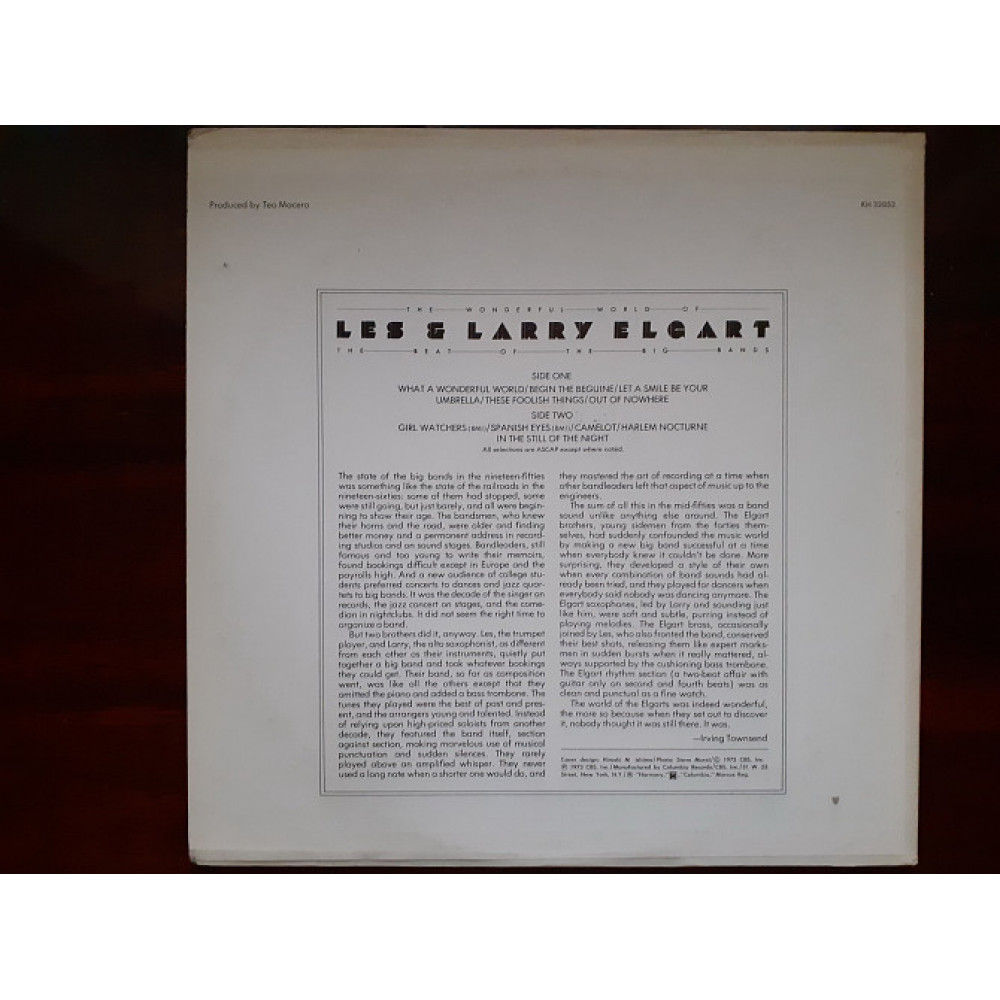 Produced by Teo Macero
KH 32052
THE WONDERFUL WORLD OF
LES & LARRY ELGART
THE BEAT OF THE BIG BANDS
SIDE ONE
WHAT A WONDERFUL WORLD/BEGIN THE BEGUINE/LET A SMILE BE YOUR
UMBRELLA/THESE FOOLISH THINGS/OUT OF NOWHERE
SIDE TWO
GIRL WATCHERS (BMI)/SPANISH EYES (BMI)/CAMELOT/HARLEM NOCTURNE
IN THE STILL OF THE NIGHT
All selections are ASCAP except where noted.
The state of the big bands in the nineteen-fifties
was something like the state of the railroads in the
nineteen-sixties: some of them had stopped, some
were still going, but just barely, and all were begin-
ning to show their age. The bandsmen, who knew
their horns and the road, were older and finding
better money and a permanent address in record-
ing studios and on sound stages. Bandleaders, still
famous and too young to write their memoirs,
found bookings difficult except in Europe and the
payrolls high. And a new audience of college stu-
dents preferred concerts to dances and jazz quar-
tets to big bands. It was the decade of the singer on
records, the jazz concert on stages, and the come-
dian in nightclubs. It did not seem the right time to
organize a band.
But two brothers did it, anyway. Les, the trumpet
player, and Larry, the alto saxophonist, as different
from each other as their instruments, quietly put
together a big band and took whatever bookings
they could get. Their band, so far as composition
went, was like all the others except that they
omitted the piano and added a bass trombone. The
tunes they played were the best of past and pres-
ent, and the arrangers young and talented. Instead
of relying upon high-priced soloists from another
decade, they featured the band itself, section
against section, making marvelous use of musical
punctuation and sudden silences. They rarely
played above an amplified whisper. They never
used a long note when a shorter one would do, and
they mastered the art of recording at a time when
other bandleaders left that aspect of music up to the
engineers.
The sum of all this in the mid-fifties was a band
sound unlike anything else around. The Elgart
brothers, young sidemen from the forties them-
selves, had suddenly confounded the music world
by making a new big band successful at a time
when everybody knew it couldn't be done. More
surprising, they developed a style of their own
when every combination of band sounds had al-
ready been tried, and they played for dancers when
everybody said nobody was dancing anymore. The
Elgart saxophones, led by Larry and sounding just
like him, were soft and subtle, purring instead of
playing melodies. The Elgart brass, occasionally
joined by Les, who also fronted the band, conserved
their best shots, releasing them like expert marks-
men in sudden bursts when it really mattered, al-
ways supported by the cushioning bass trombone.
The Elgart rhythm section (a two-beat affair with
guitar only on second and fourth beats) was as
clean and punctual as a fine watch.
The world of the Elgarts was indeed wonderful,
the more so because when they set out to discover
it, nobody thought it was still there. It was.
—Irving Townsend
Cover design: Hiroshi / Photo: Steve / © 1973 CBS, Inc.
℗ 1973 CBS, Inc./Manufactured by Columbia Records/CBS, Inc./51 W. 52
Street, New York, N.Y./® "Harmony," "Columbia," Marcas Reg.